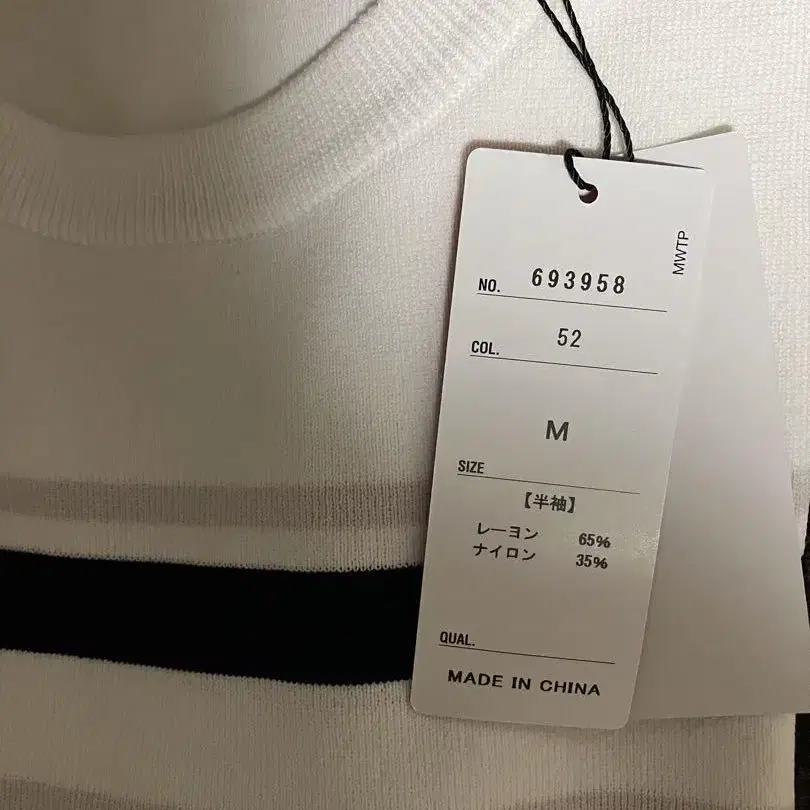 MWTP
NO. 693958
COL. 52
M
SIZE
【半袖】
レーヨン 65%
ナイロン 35%
QUAL.
MADE IN CHINA